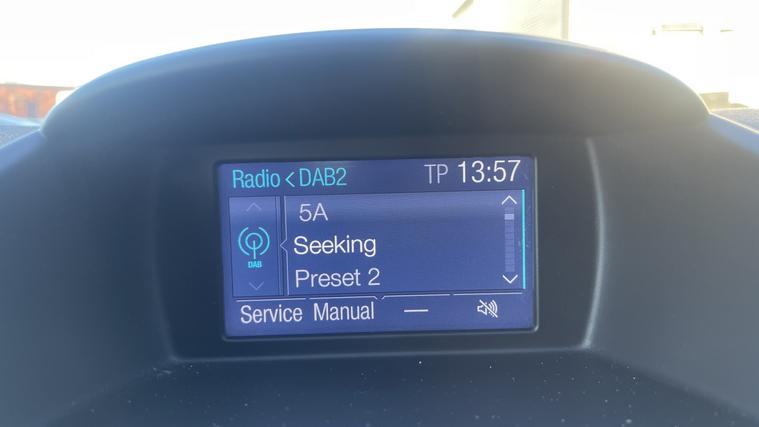 Radio < DAB2 TP 13:57
5A
DAB
Seeking
Preset 2
Service Manual —